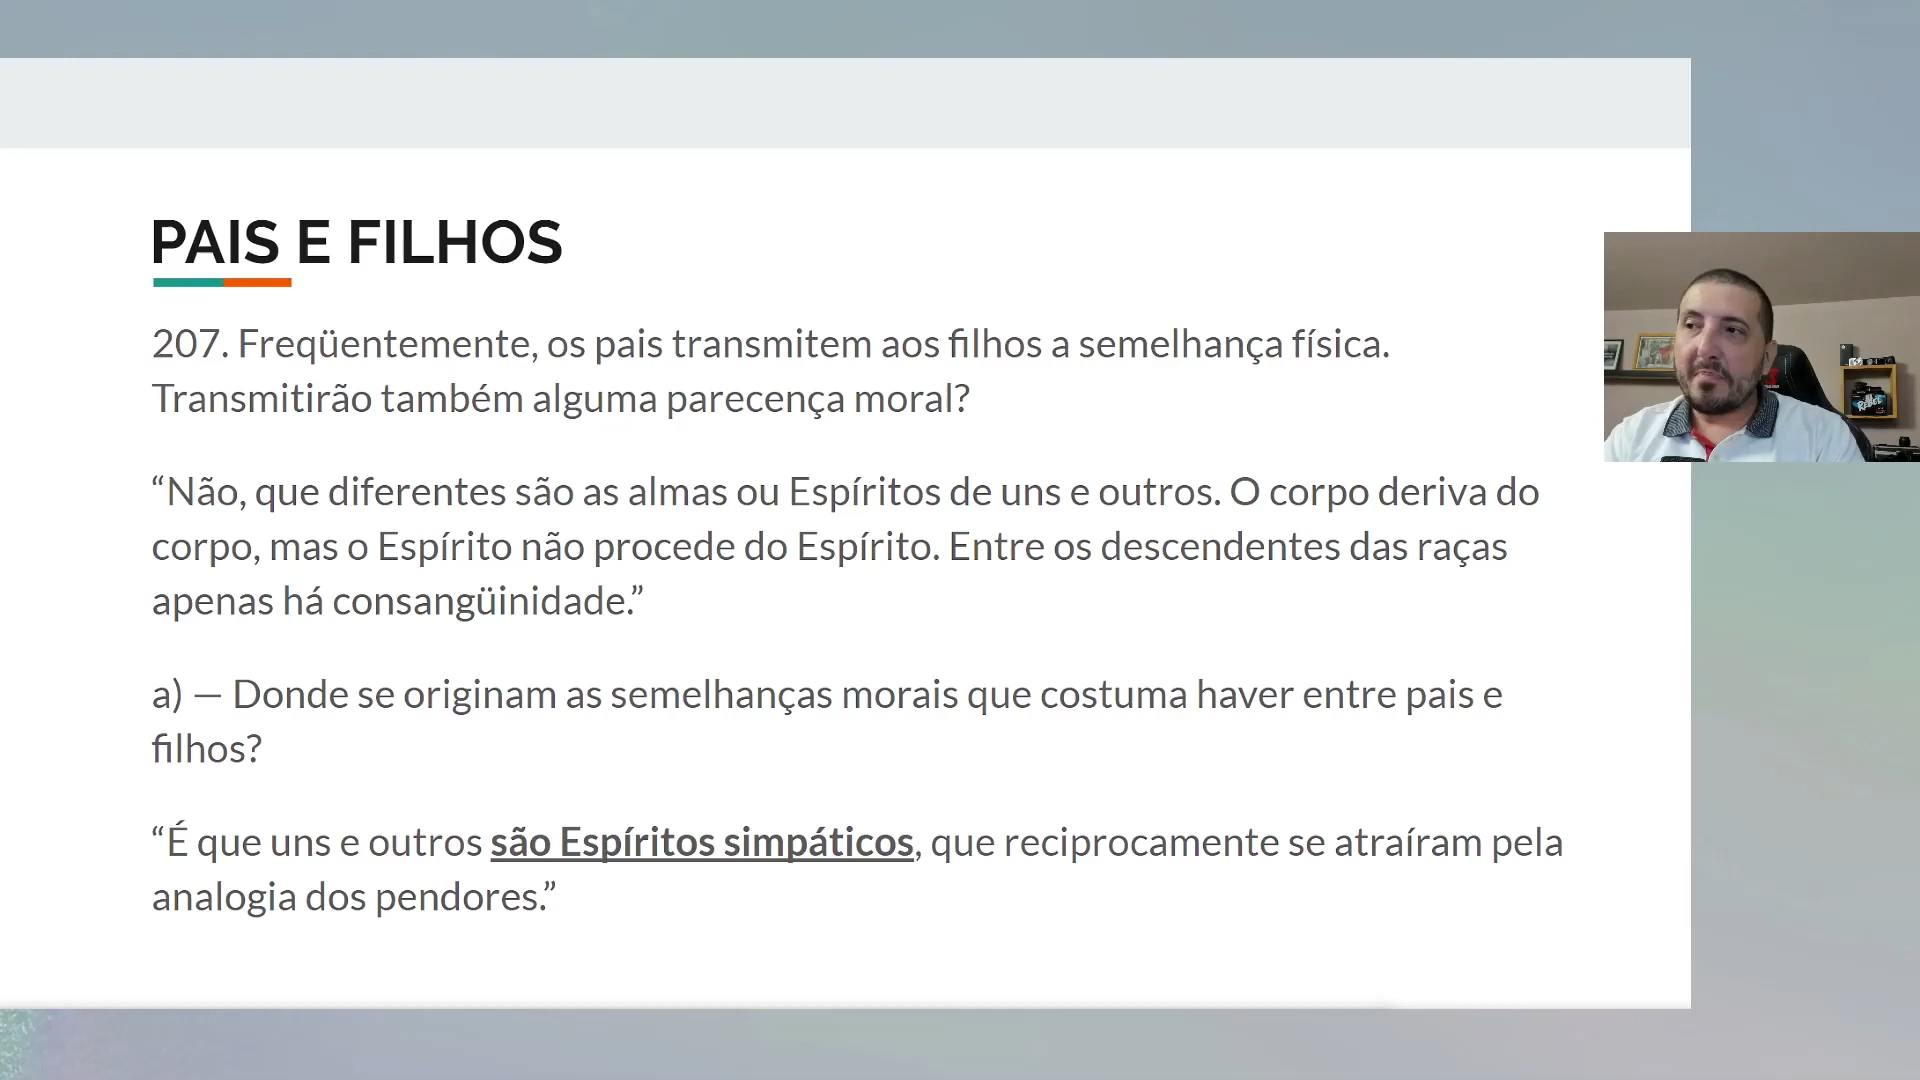 PAIS E FILHOS
207. Freqüentemente, os pais transmitem aos filhos a semelhança física.
Transmitirão também alguma parecença moral?
“Não, que diferentes são as almas ou Espíritos de uns e outros. O corpo deriva do
corpo, mas o Espírito não procede do Espírito. Entre os descendentes das raças
apenas há consangüinidade.”
a) — Donde se originam as semelhanças morais que costuma haver entre pais e
filhos?
“É que uns e outros são Espíritos simpáticos, que reciprocamente se atraíram pela
analogia dos pendores.”
REBEL